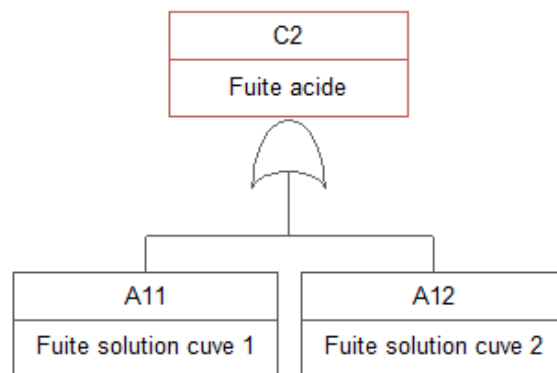 C2
Fuite acide
A11
A12
Fuite solution cuve 1
Fuite solution cuve 2